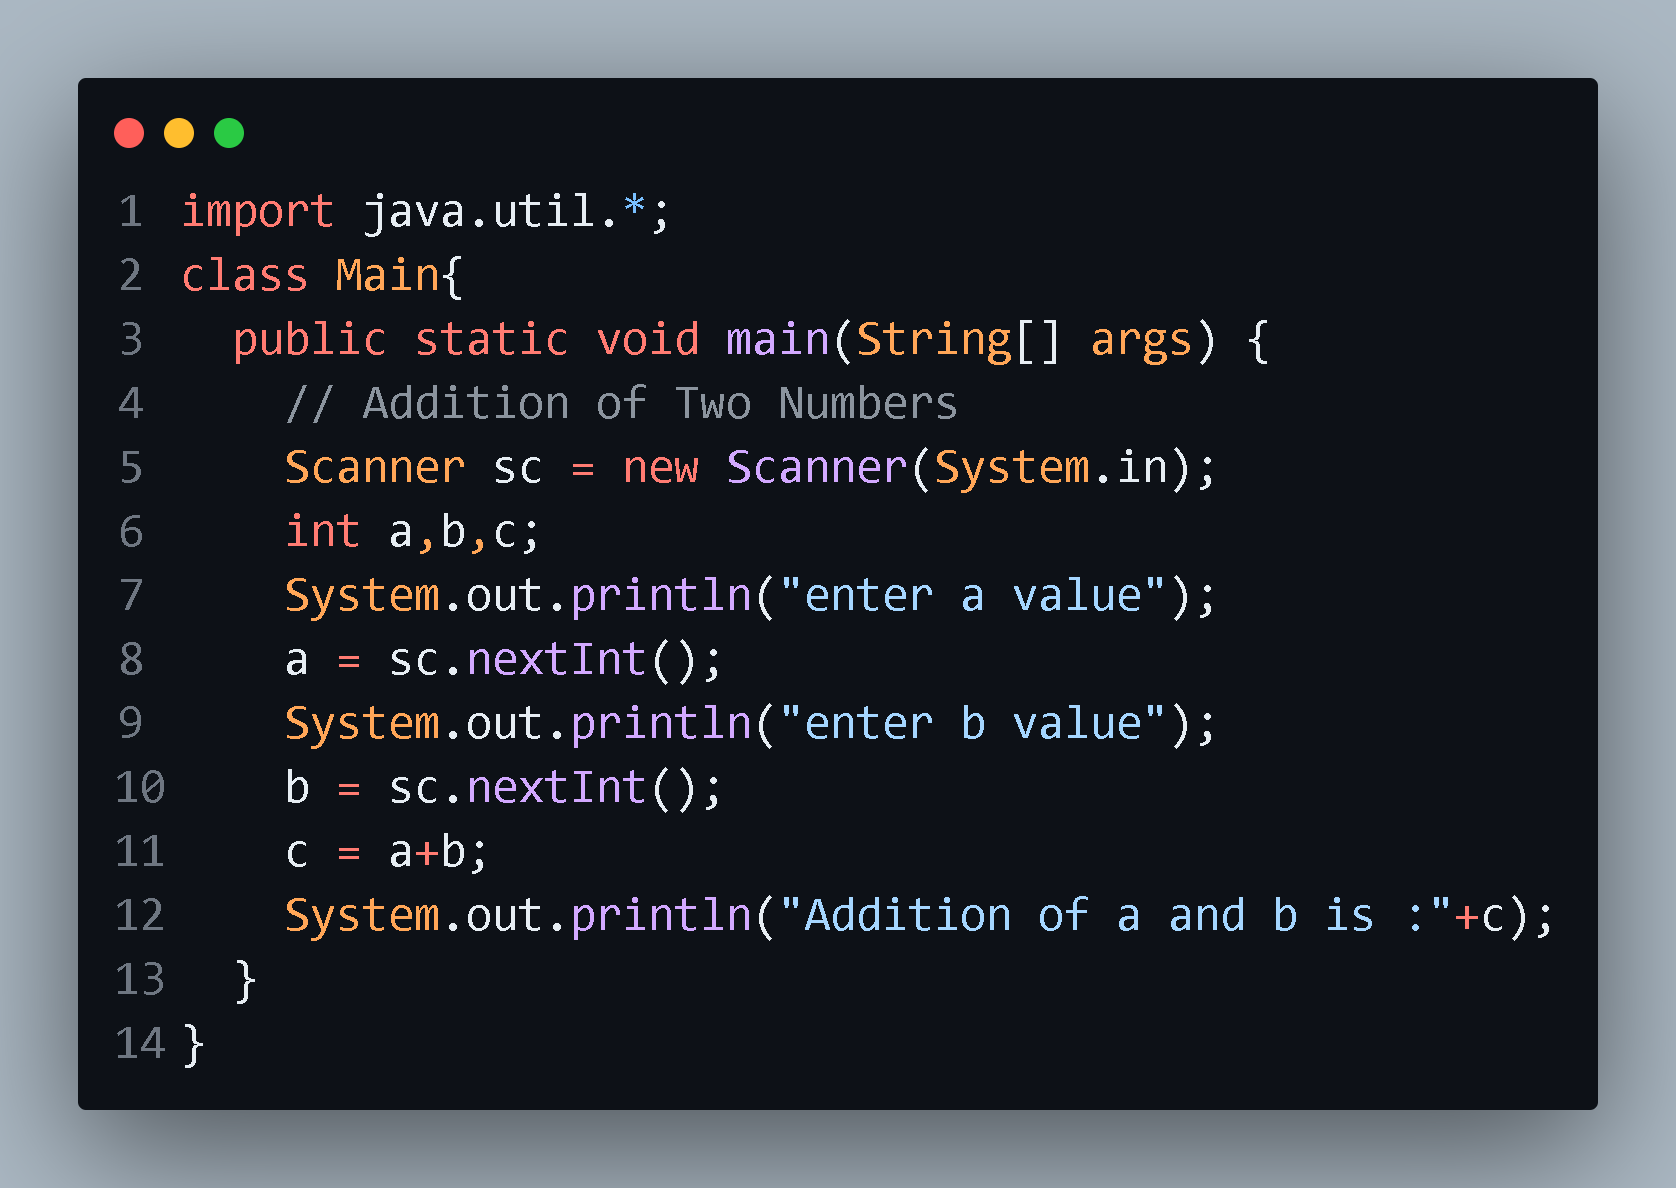 1 import java.util.*;
2 class Main{
3   public static void main(String[] args) {
4     // Addition of Two Numbers
5     Scanner sc = new Scanner(System.in);
6     int a,b,c;
7     System.out.println("enter a value");
8     a = sc.nextInt();
9     System.out.println("enter b value");
10     b = sc.nextInt();
11     c = a+b;
12     System.out.println("Addition of a and b is :"+c);
13   }
14 }